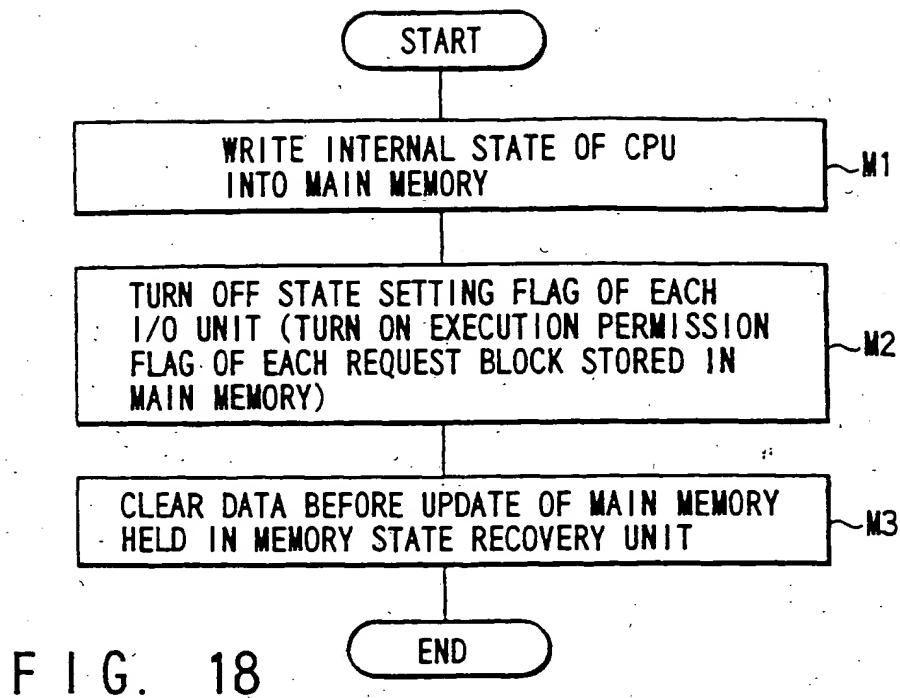 START
WRITE INTERNAL STATE OF CPU
INTO MAIN MEMORY
M1
TURN OFF STATE SETTING FLAG OF EACH
I/O UNIT (TURN ON EXECUTION PERMISSION
FLAG OF EACH REQUEST BLOCK STORED IN
MAIN MEMORY)
M2
CLEAR DATA BEFORE UPDATE OF MAIN MEMORY
HELD IN MEMORY STATE RECOVERY UNIT
M3
END
FIG. 18